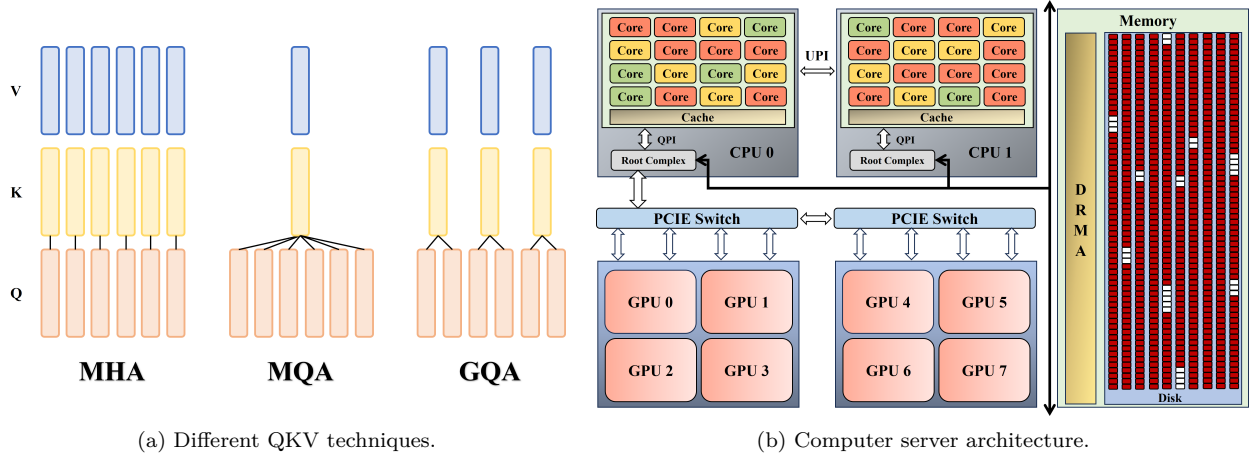 V
K
Q
MHA
MQA
GQA
(a) Different QKV techniques.
Core Core Core Core
Core Core Core Core
Core Core Core Core
Core Core Core Core
Cache
QPI
Root Complex
CPU 0
UPI
Core Core Core Core
Core Core Core Core
Core Core Core Core
Core Core Core Core
Cache
QPI
Root Complex
CPU 1
PCIE Switch
PCIE Switch
GPU 0
GPU 1
GPU 2
GPU 3
GPU 4
GPU 5
GPU 6
GPU 7
Memory
D
R
M
A
Disk
(b) Computer server architecture.